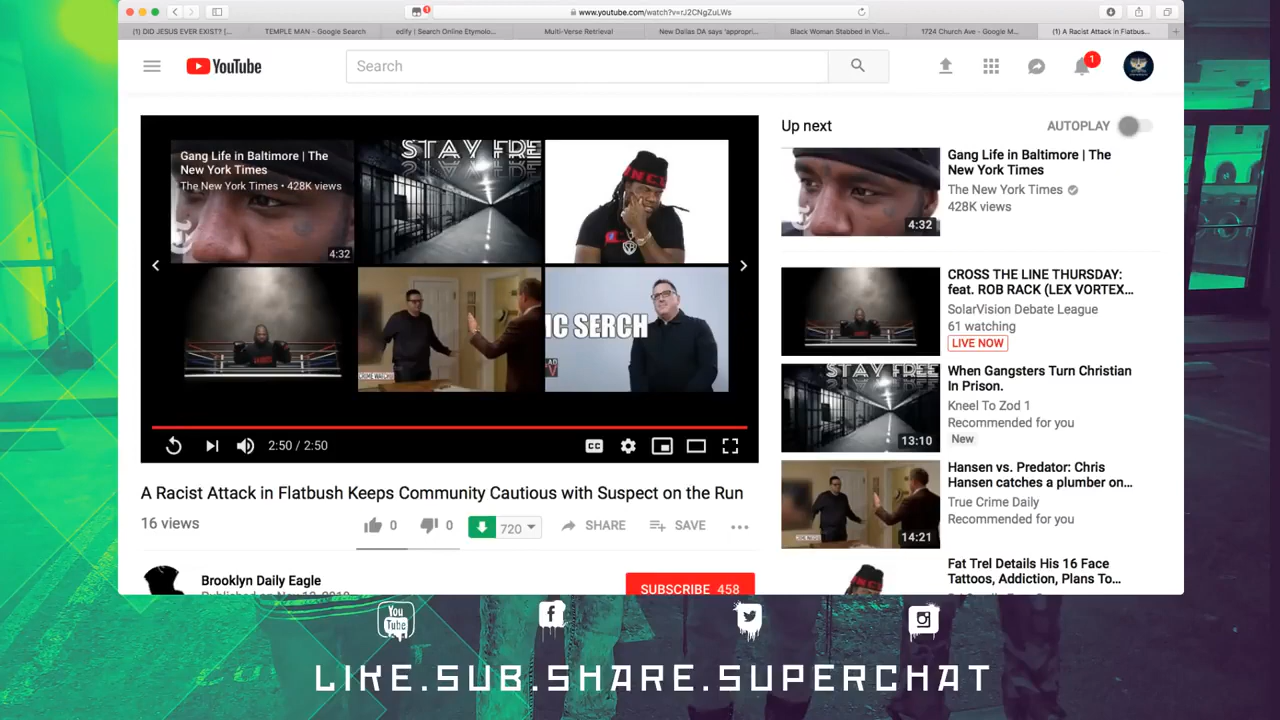 1
www.youtube.com/watch?v=rJ2CNgZuLWs
(1) DID JESUS EVER EXIST? [...
TEMPLE MAN - Google Search
edify | Search Online Etymolo...
Multi-Verse Retrieval
New Dallas DA says 'appropri...
Black Woman Stabbed in Vici...
1724 Church Ave - Google M...
(1) A Racist Attack in Flatbus...
YouTube
Search
1
Gang Life in Baltimore | The
New York Times
The New York Times • 428K views
4:32
STAY FRE
MC SERCH
2:50 / 2:50
CC
A Racist Attack in Flatbush Keeps Community Cautious with Suspect on the Run
16 views
0
0
720
SHARE
SAVE
Brooklyn Daily Eagle
SUBSCRIBE 458
Up next
AUTOPLAY
4:32
Gang Life in Baltimore | The
New York Times
The New York Times
428K views
CROSS THE LINE THURSDAY:
feat. ROB RACK (LEX VORTEX...
SolarVision Debate League
61 watching
LIVE NOW
STAY FRE
13:10
When Gangsters Turn Christian
In Prison.
Kneel To Zod 1
Recommended for you
New
14:21
Hansen vs. Predator: Chris
Hansen catches a plumber on...
True Crime Daily
Recommended for you
Fat Trel Details His 16 Face
Tattoos, Addiction, Plans To...
You
Tube
LIKE.SUB.SHARE.SUPERCHAT